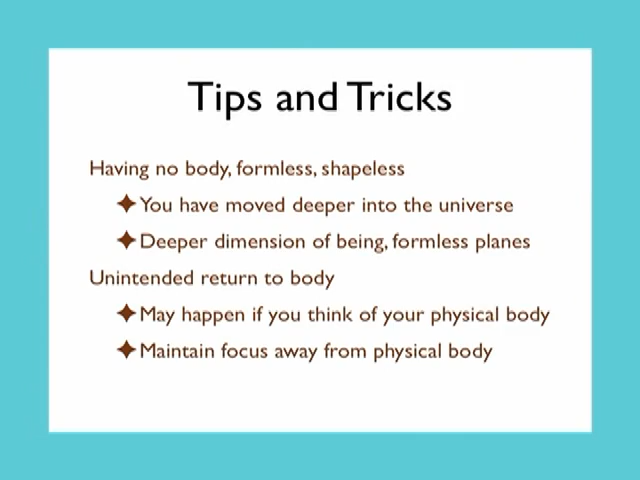 Tips and Tricks
Having no body, formless, shapeless
✦You have moved deeper into the universe
✦Deeper dimension of being, formless planes
Unintended return to body
✦May happen if you think of your physical body
✦Maintain focus away from physical body